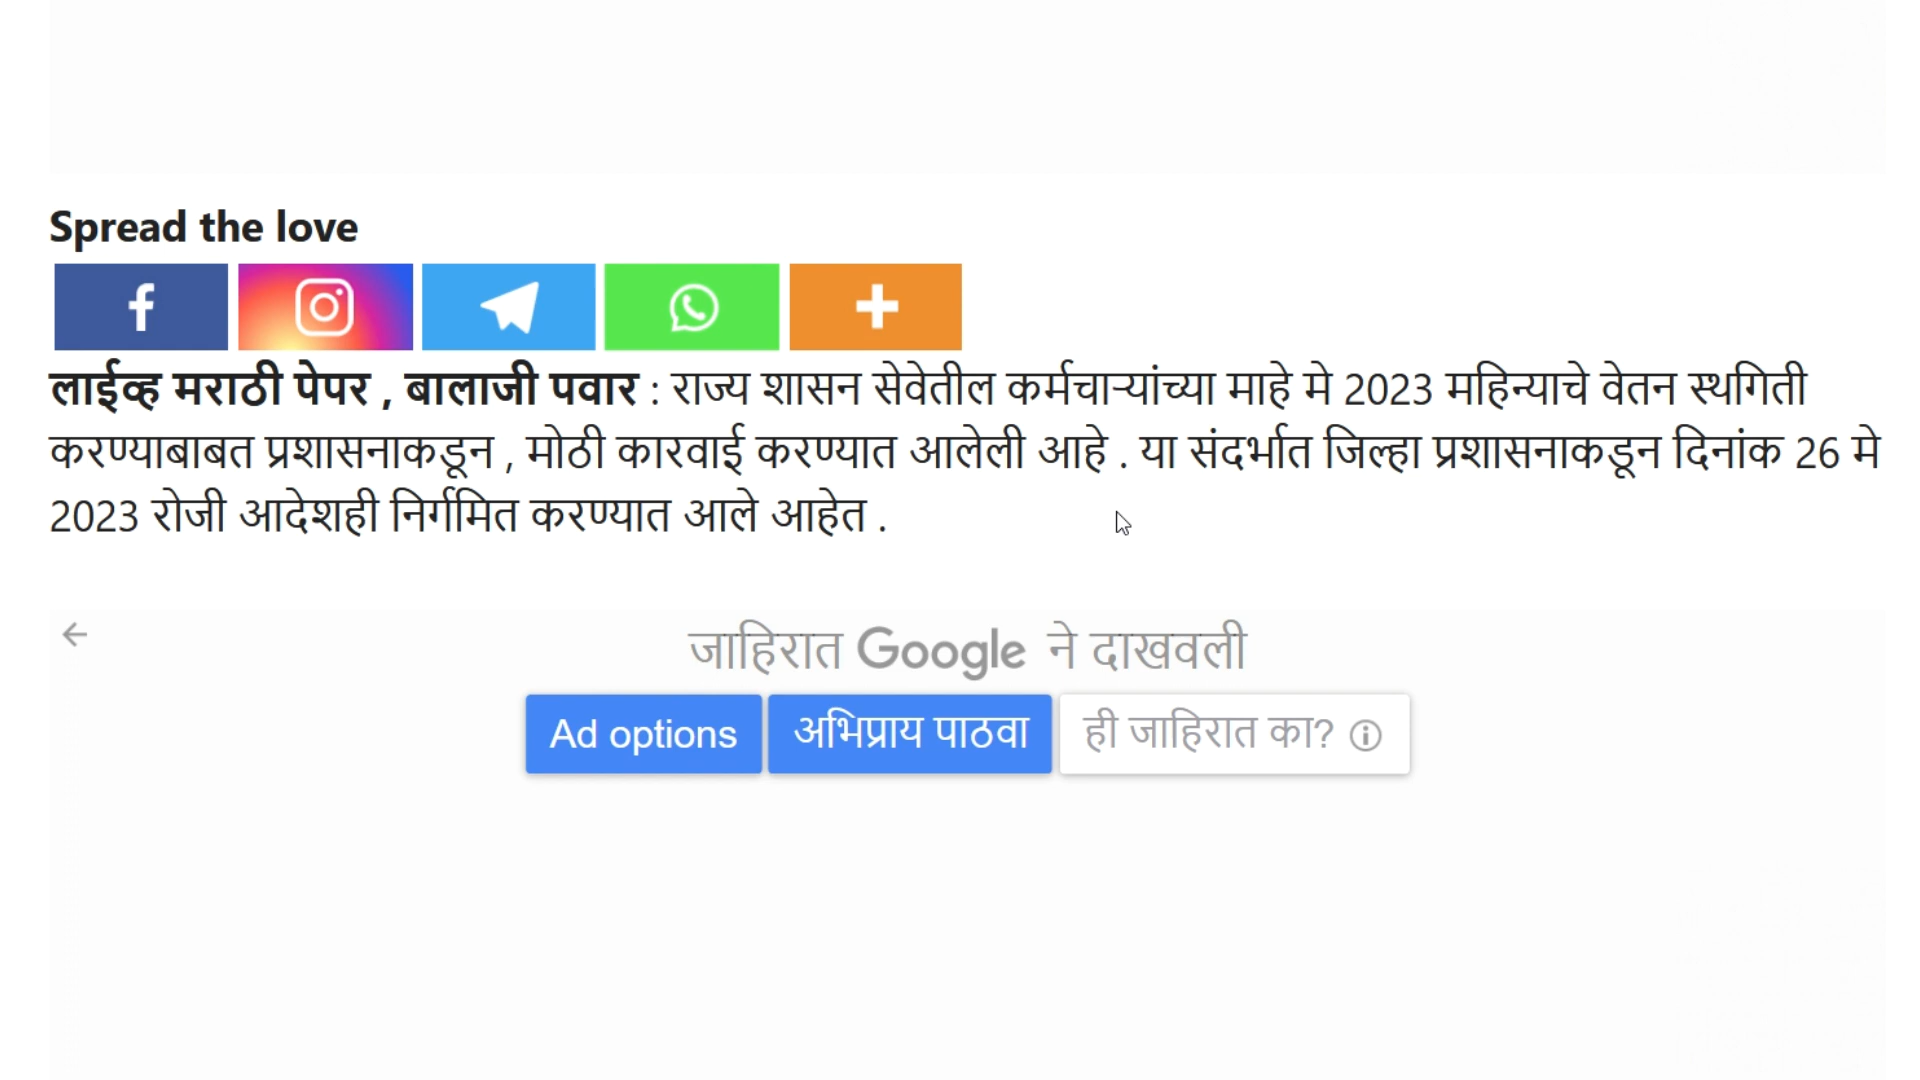 Spread the love
लाईव्ह मराठी पेपर , बालाजी पवार : राज्य शासन सेवेतील कर्मचाऱ्यांच्या माहे मे 2023 महिन्याचे वेतन स्थगिती
करण्याबाबत प्रशासनाकडून , मोठी कारवाई करण्यात आलेली आहे . या संदर्भात जिल्हा प्रशासनाकडून दिनांक 26 मे
2023 रोजी आदेशही निर्गमित करण्यात आले आहेत .
जाहिरात Google ने दाखवली
Ad options अभिप्राय पाठवा ही जाहिरात का?